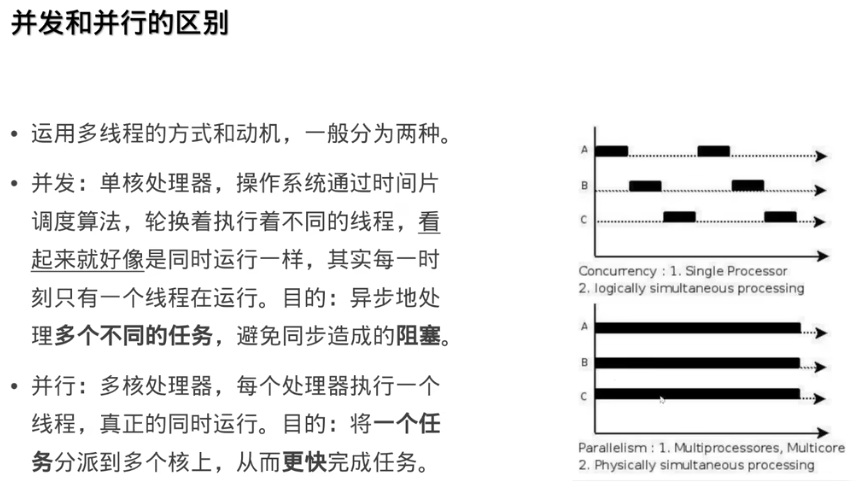 并发和并行的区别
• 运用多线程的方式和动机，一般分为两种。
• 并发：单核处理器，操作系统通过时间片
调度算法，轮换着执行着不同的线程，看
起来就好像是同时运行一样，其实每一时
刻只有一个线程在运行。目的：异步地处
理多个不同的任务，避免同步造成的阻塞。
• 并行：多核处理器，每个处理器执行一个
线程，真正的同时运行。目的：将一个任
务分派到多个核上，从而更快完成任务。
A
B
C
Concurrency : 1. Single Processor
2. logically simultaneous processing
A
B
C
Parallelism : 1. Multiprocessores, Multicore
2. Physically simultaneous processing